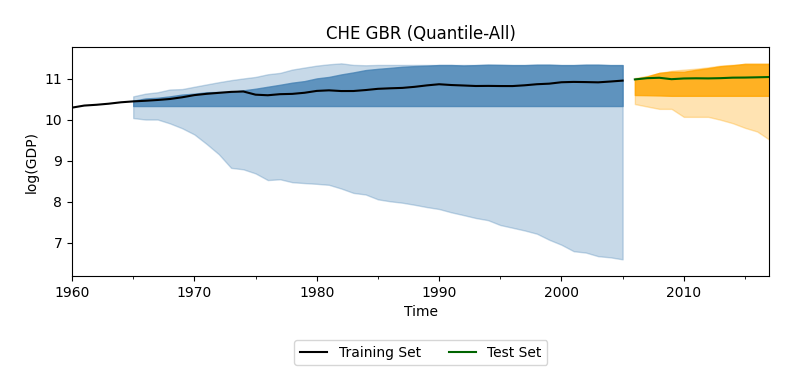 CHE GBR (Quantile-All)
11
10
9
8
7
log(GDP)
1960 1970 1980 1990 2000 2010
Time
Training Set Test Set